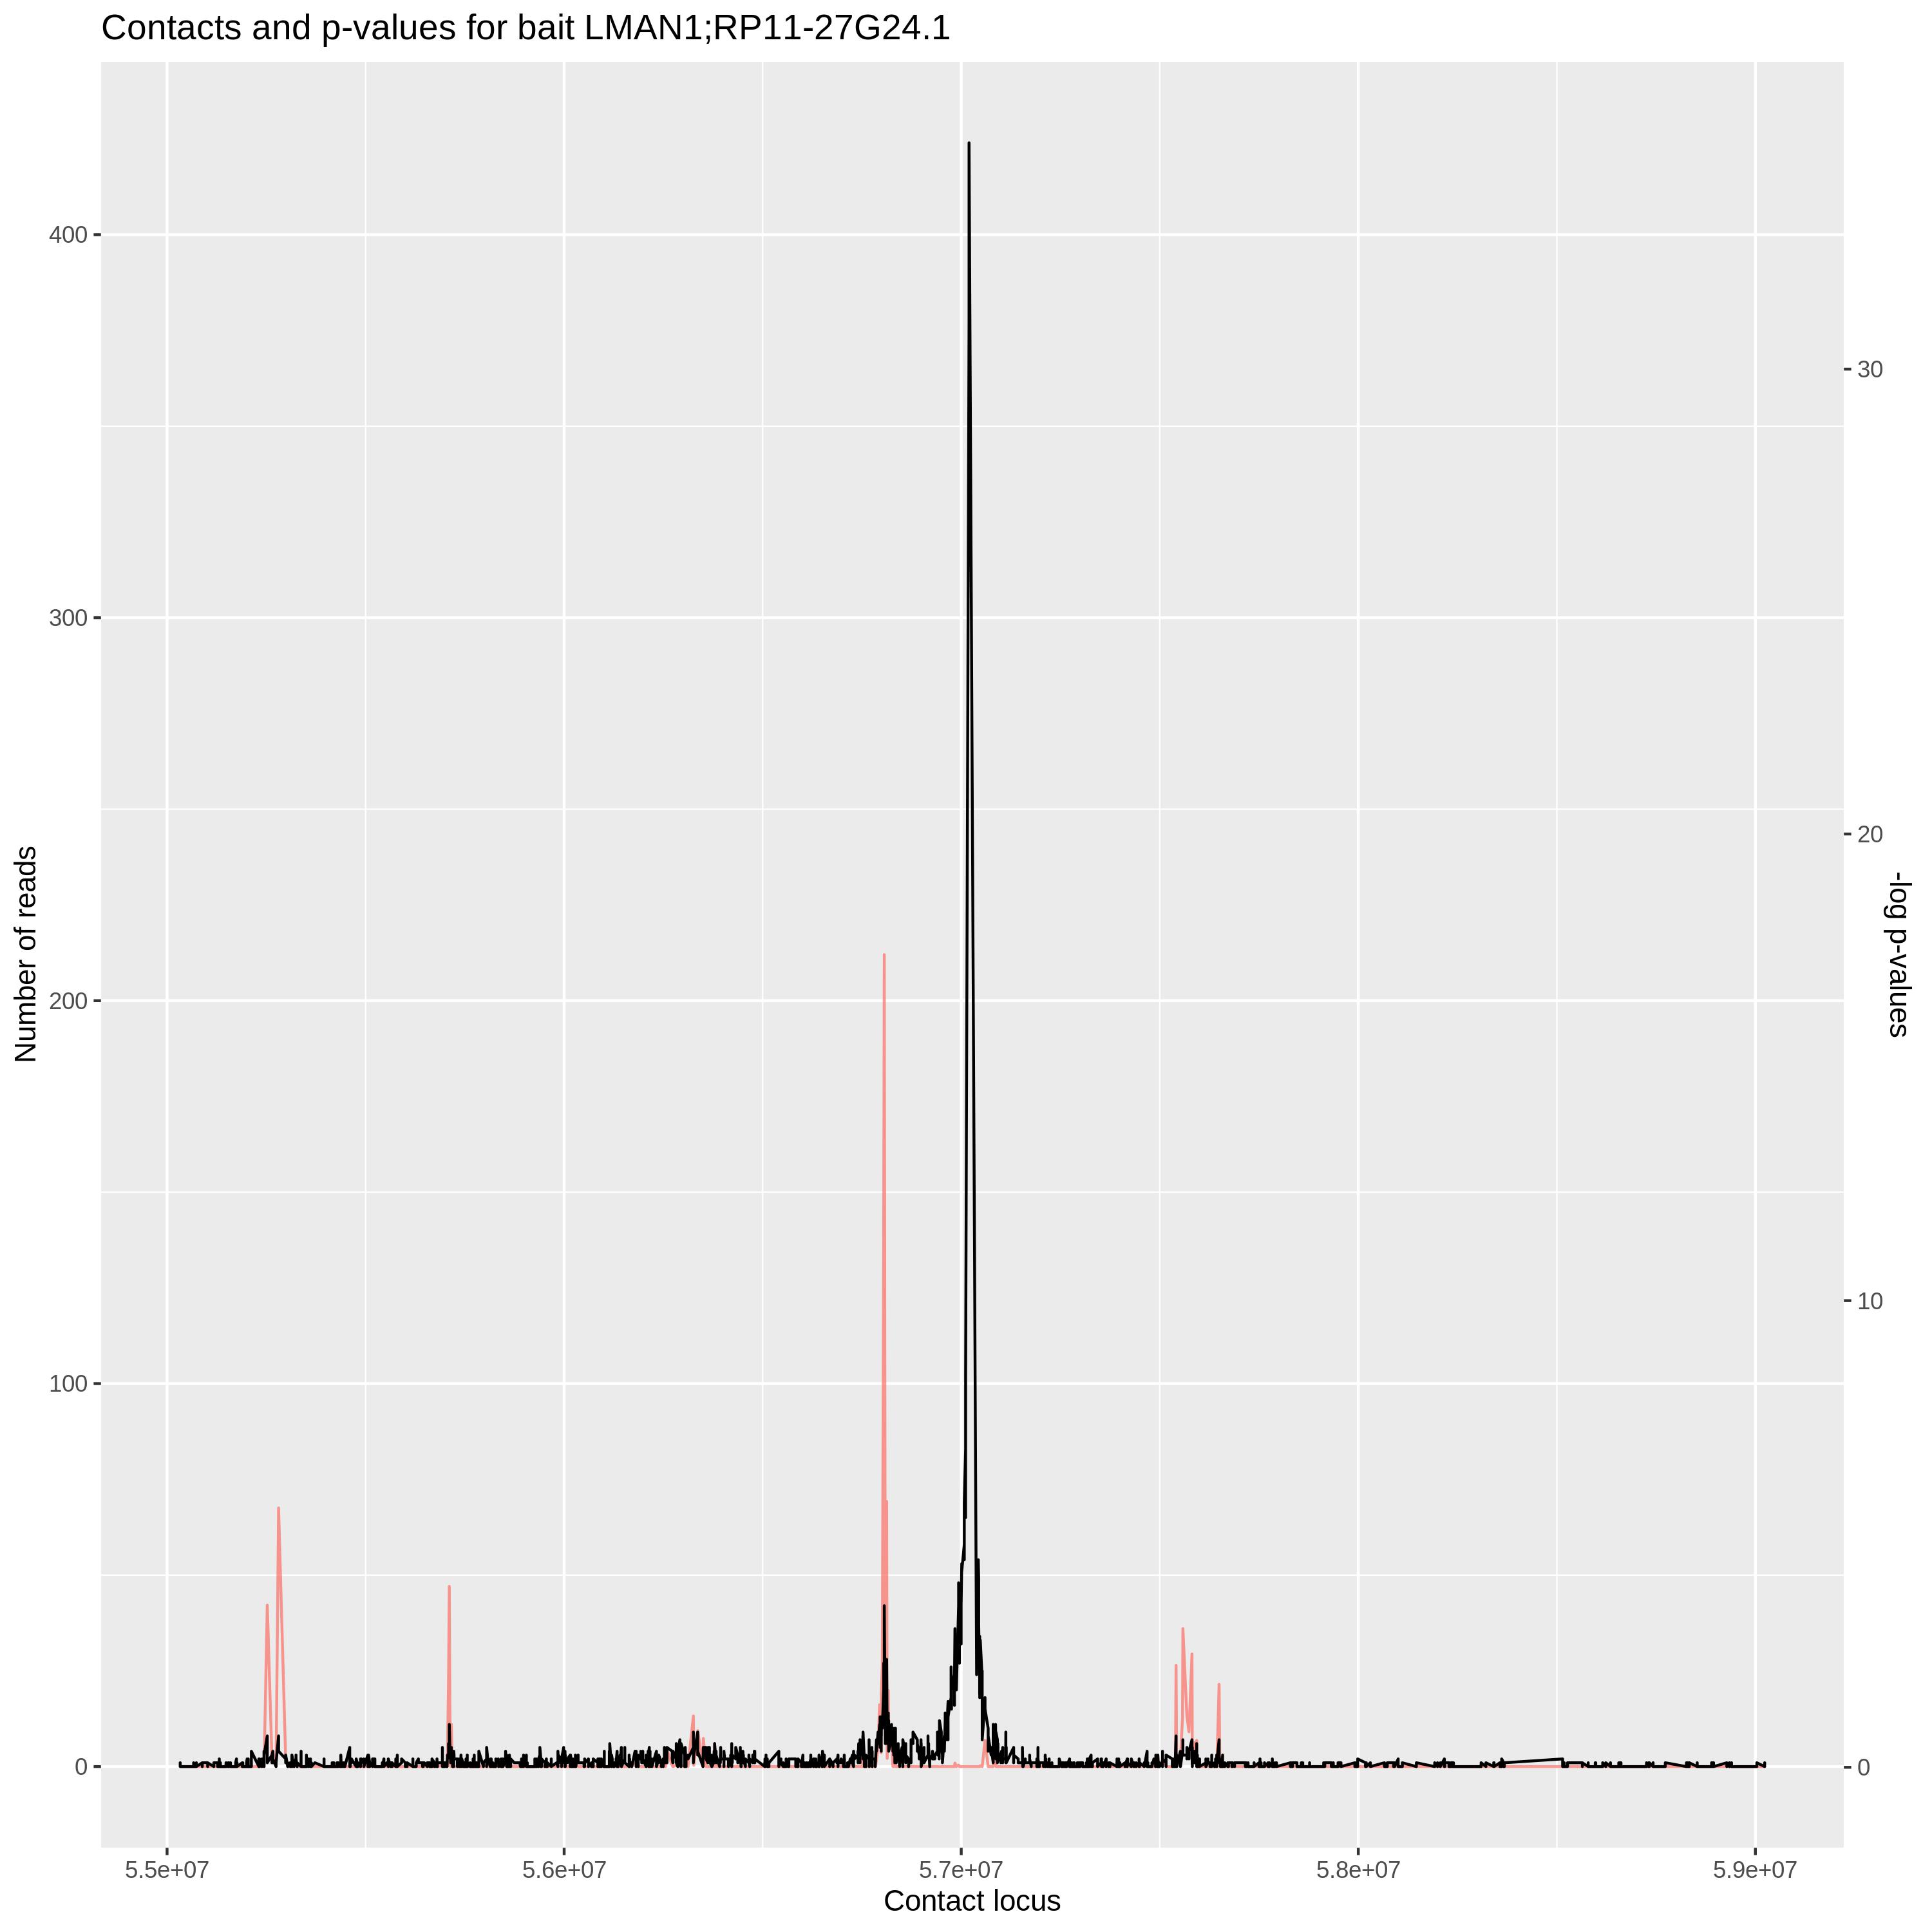 Contacts and p-values for bait LMAN1;RP11-27G24.1
Number of reads
400
300
200
100
0
30
20
10
0
-log p-values
5.5e+07
5.6e+07
5.7e+07
5.8e+07
5.9e+07
Contact locus